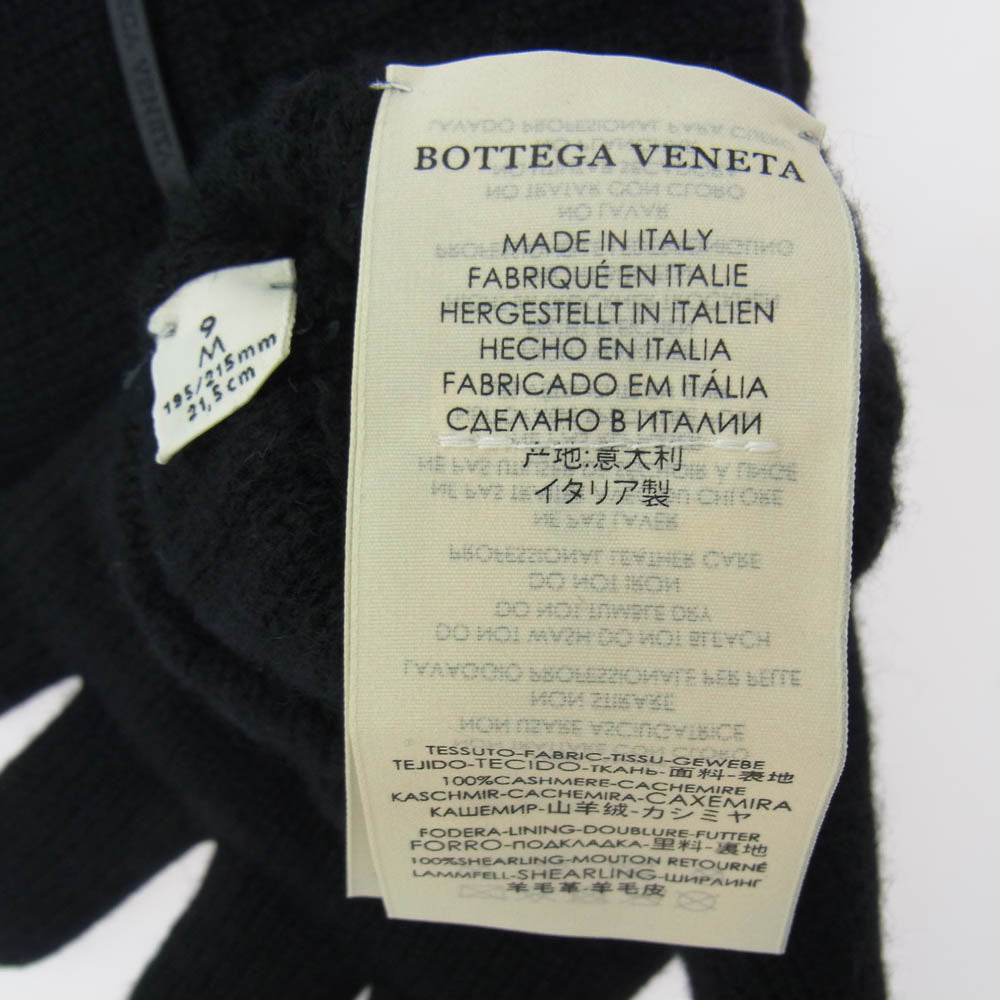 BOTTEGA VENETA
MADE IN ITALY
FABRIQUÉ EN ITALIE
HERGESTELLT IN ITALIEN
HECHO EN ITALIA
FABRICADO EM ITÁLIA
СДЕЛАНО В ИТАЛИИ
产地:意大利
イタリア製
TESSUTO-FABRIC-TISSU-GEWEBE
TEJIDO-TECIDO-ТКАНЬ-面料-表地
100%CASHMERE-CACHEMIRE
KASCHMIR-CACHEMIRA-CAXEMIRA
КАШЕМИР-山羊绒-カシミヤ
FODERA-LINING-DOUBLURE-FUTTER
FORRO-ПОДКЛАДКА-里料-裏地
100%SHEARLING-MOUTON RETOURNÉ
LAMMFELL-SHEARLING-ШИРЛИНГ
羊毛革-羊毛皮
9
M
195/215mm
21,5cm
EGA VENETA